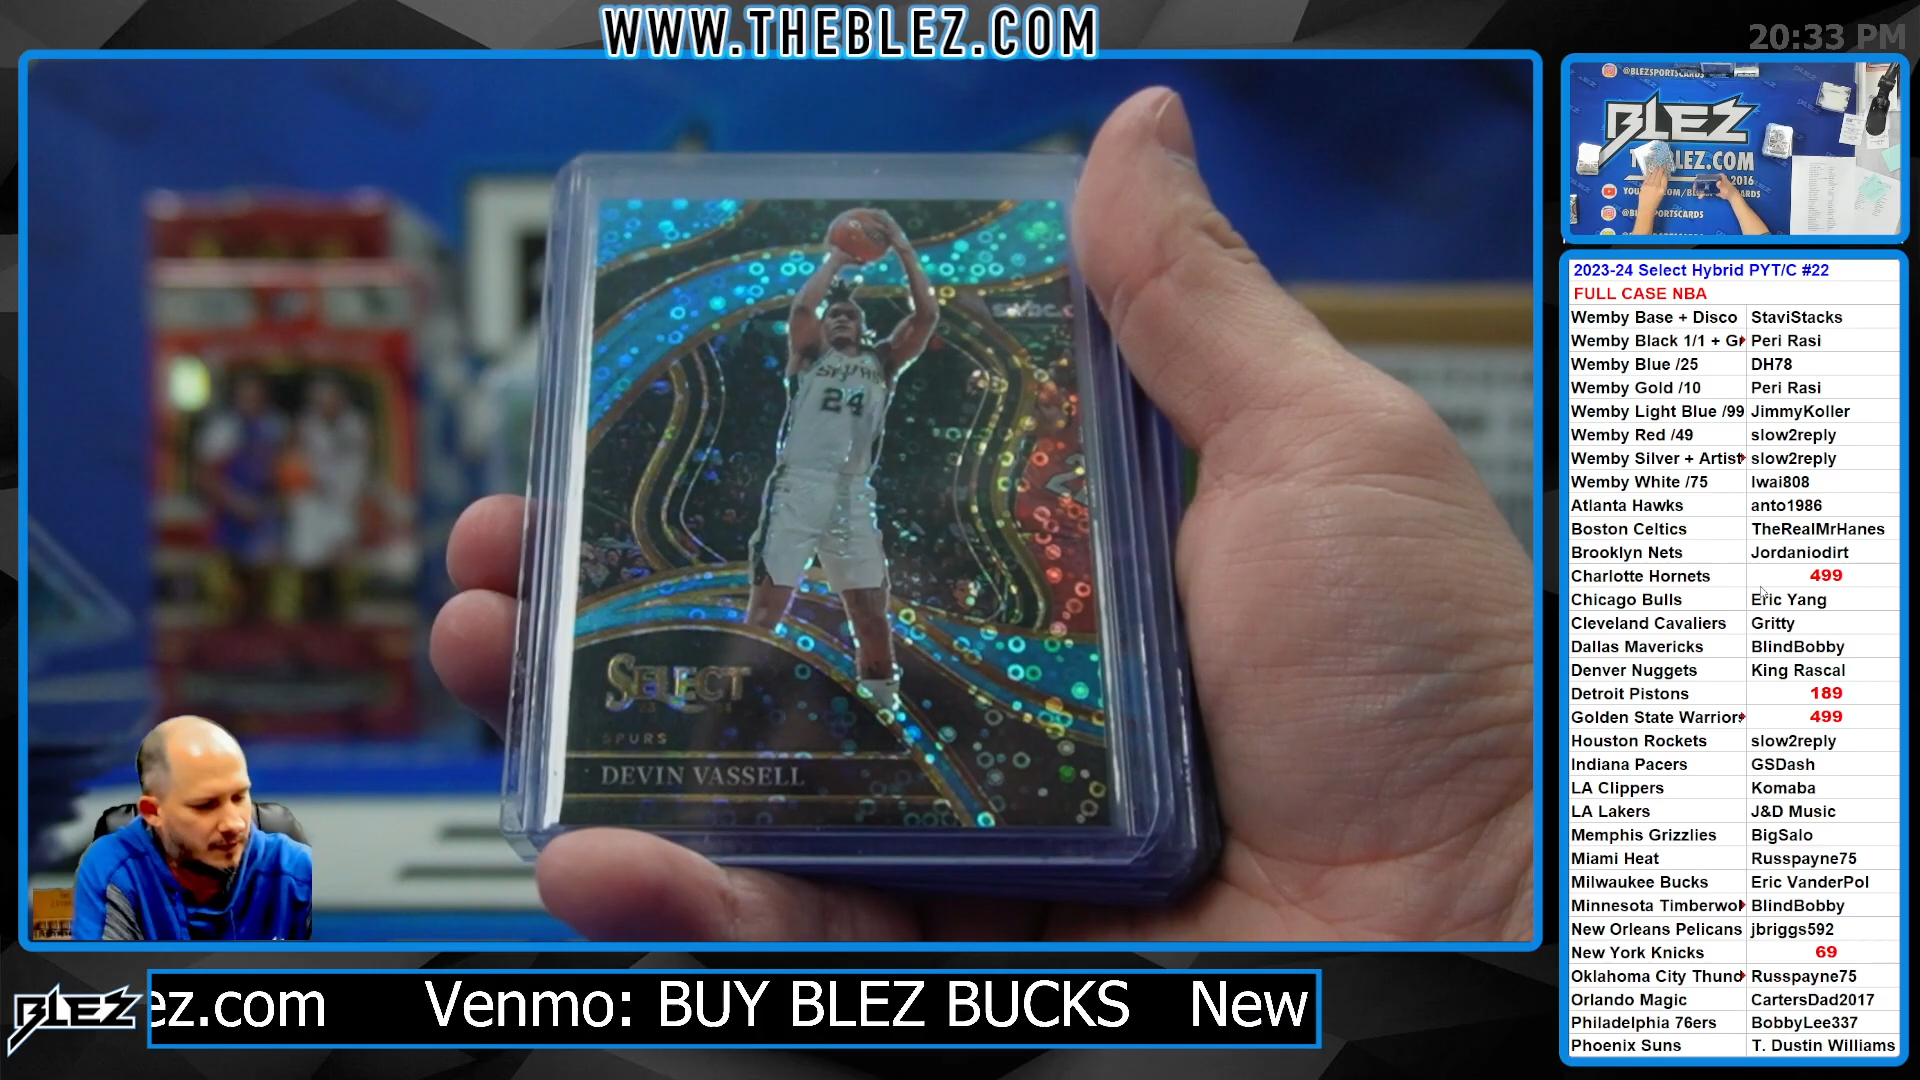 WWW.THEBLEZ.COM
20:33 PM
@BLEZSPORTSCARDS
BLEZ
2016
SPURS
24
SELECT
SPURS
DEVIN VASSELL
2023-24 Select Hybrid PYT/C #22
FULL CASE NBA
Wemby Base + Disco StaviStacks
Wemby Black 1/1 + Gr Peri Rasi
Wemby Blue /25 DH78
Wemby Gold /10 Peri Rasi
Wemby Light Blue /99 JimmyKoller
Wemby Red /49 slow2reply
Wemby Silver + Artist slow2reply
Wemby White /75 Iwai808
Atlanta Hawks anto1986
Boston Celtics TheRealMrHanes
Brooklyn Nets Jordaniodirt
Charlotte Hornets 499
Chicago Bulls Eric Yang
Cleveland Cavaliers Gritty
Dallas Mavericks BlindBobby
Denver Nuggets King Rascal
Detroit Pistons 189
Golden State Warriors 499
Houston Rockets slow2reply
Indiana Pacers GSDash
LA Clippers Komaba
LA Lakers J&D Music
Memphis Grizzlies BigSalo
Miami Heat Russpayne75
Milwaukee Bucks Eric VanderPol
Minnesota Timberwol BlindBobby
New Orleans Pelicans jbriggs592
New York Knicks 69
Oklahoma City Thund Russpayne75
Orlando Magic CartersDad2017
Philadelphia 76ers BobbyLee337
Phoenix Suns T. Dustin Williams
BLEZ
ez.com Venmo: BUY BLEZ BUCKS New